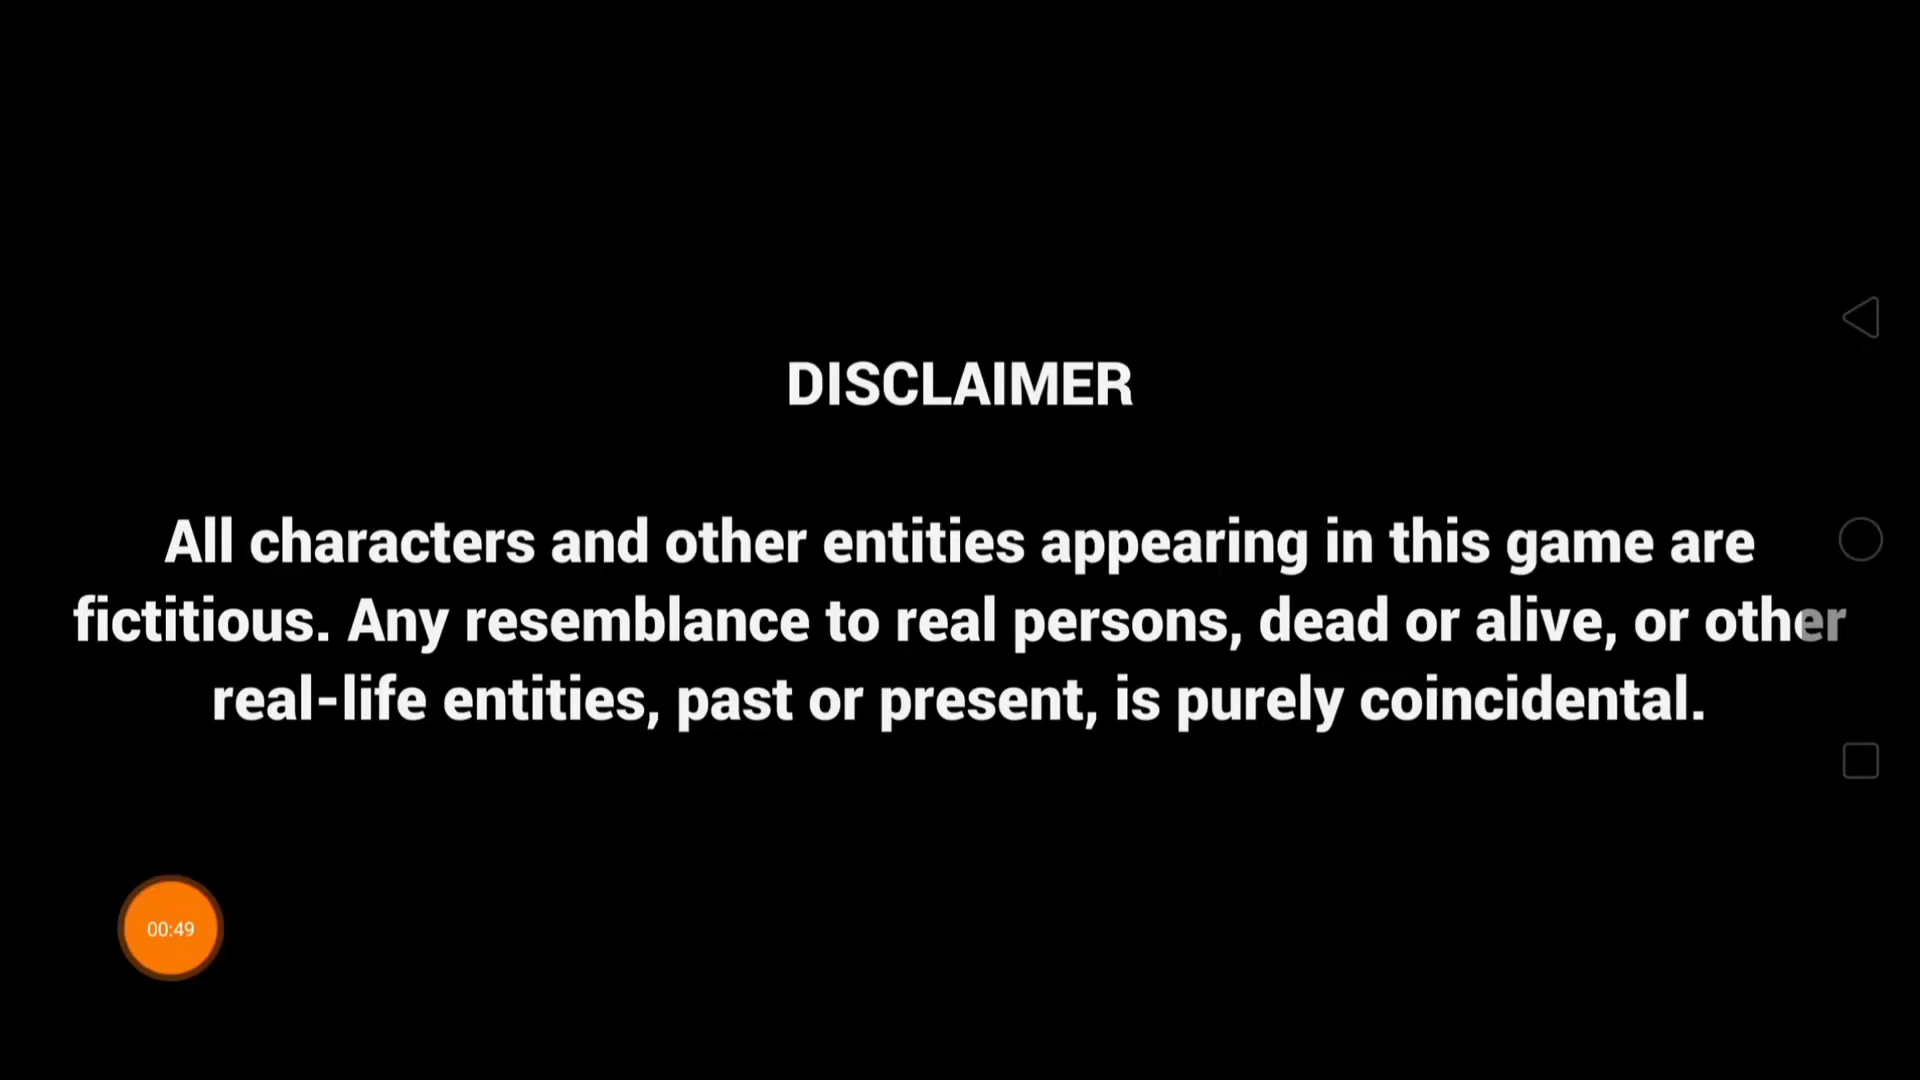 DISCLAIMER
All characters and other entities appearing in this game are
fictitious. Any resemblance to real persons, dead or alive, or other
real-life entities, past or present, is purely coincidental.
00:49